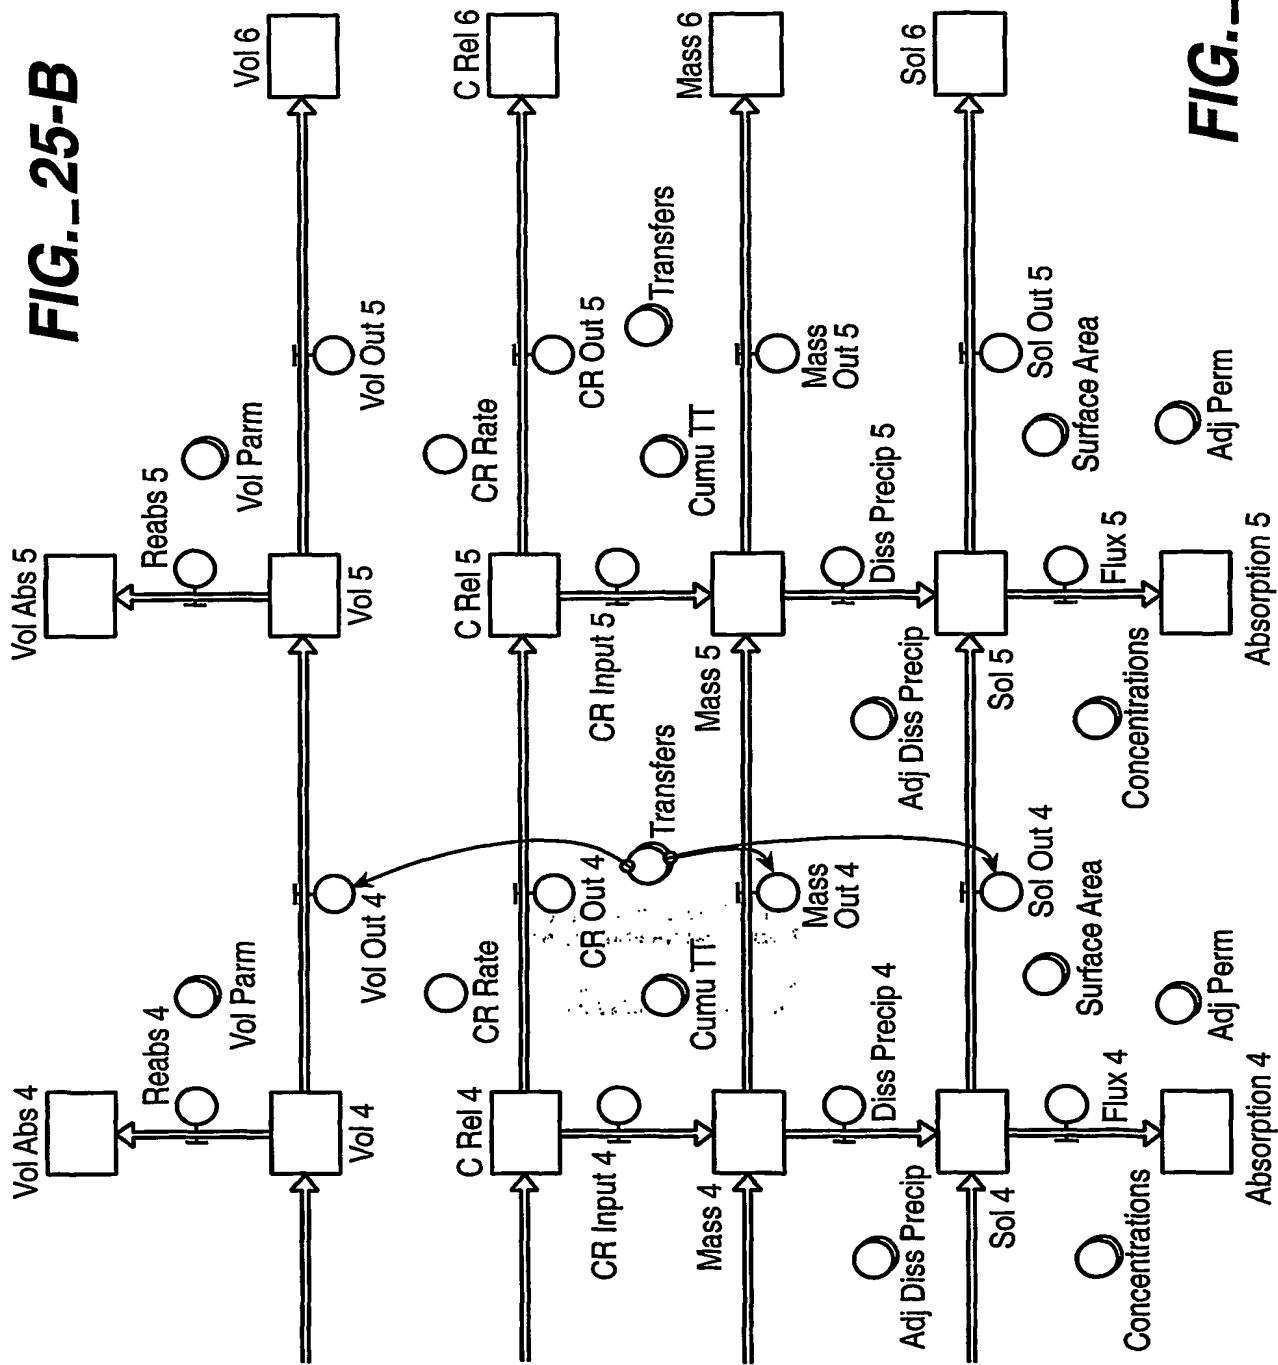 FIG._25-B
Vol Abs 4
Vol Abs 5
Reabs 4
Reabs 5
Vol Parm
Vol Parm
Vol 6
Vol 4
Vol Out 4
Vol 5
Vol Out 5
C Rel 4
CR Rate
C Rel 5
CR Rate
C Rel 6
CR Input 4
CR Out 4
CR Input 5
CR Out 5
Cumu TT
Transfers
Cumu TT
Transfers
Mass 4
Mass 5
Mass 6
Mass
Out 4
Mass
Out 5
Diss Precip 4
Diss Precip 5
Adj Diss Precip
Adj Diss Precip
Sol 6
Sol 4
Sol Out 4
Sol 5
Sol Out 5
Surface Area
Surface Area
Flux 4
Flux 5
Concentrations
Concentrations
Adj Perm
Adj Perm
Absorption 4
Absorption 5
FIG._